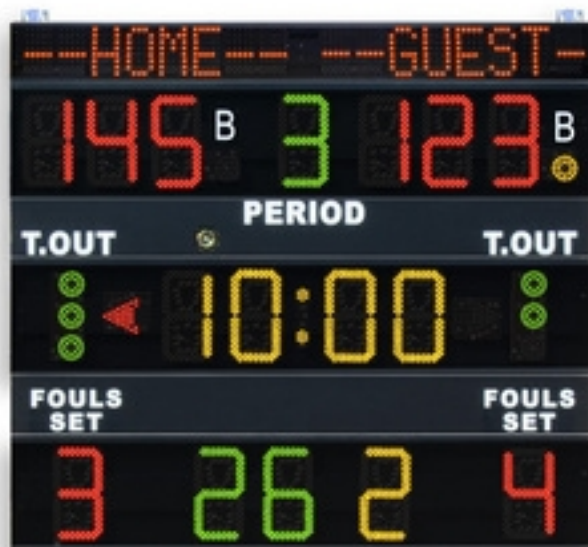 --HOME-- --GUEST-
145 B 3 123 B
PERIOD
T.OUT T.OUT
10:00
FOULS SET FOULS SET
3 26 2 4